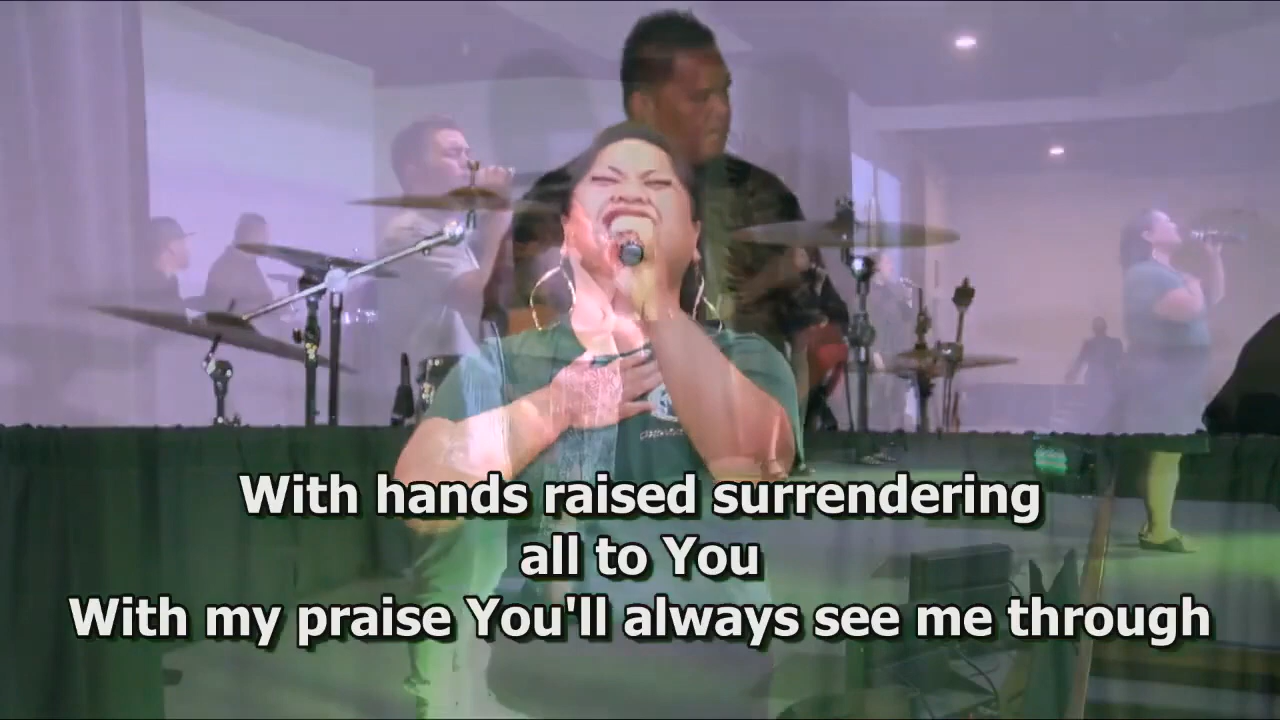 With hands raised surrendering
all to You
With my praise You'll always see me through